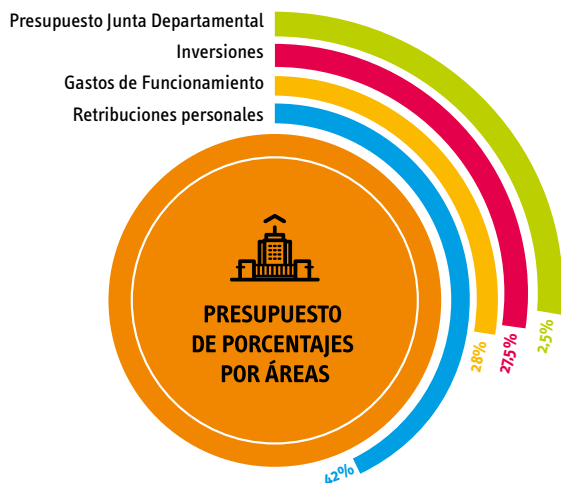 Presupuesto Junta Departamental
Inversiones
Gastos de Funcionamiento
Retribuciones personales
PRESUPUESTO
DE PORCENTAJES
POR ÁREAS
42%
28%
27,5%
2,5%